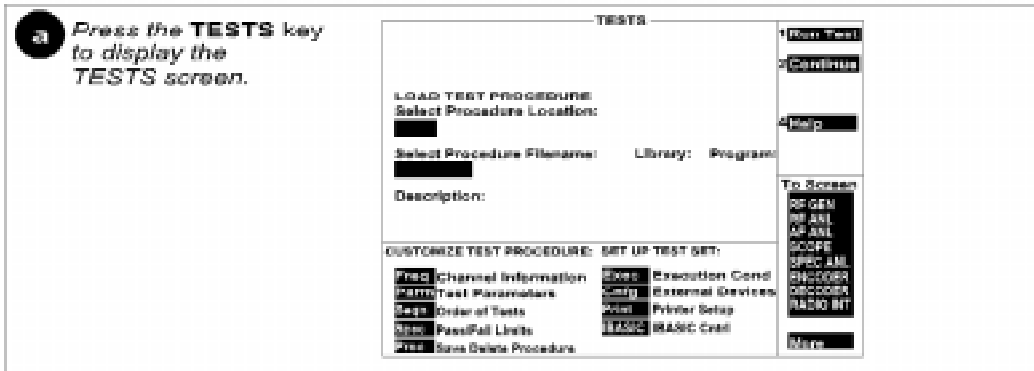 a
Press the TESTS key
to display the
TESTS screen.
TESTS
LOAD TEST PROCEDURE
Select Procedure Location:
Select Procedure Filename: Library: Program:
Description:
CUSTOMIZE TEST PROCEDURE: SET UP TEST SET:
Freq Channel Information
Parm Test Parameters
Seqn Order of Tests
Spec Pass/Fail Limits
Proc Save/Delete Procedure
Exec Execution Cond
Cnfg External Devices
Print Printer Setup
IBASIC IBASIC Cntrl
1 Run Test
2 Continue
Help
To Screen
RF GEN
RF ANL
AF ANL
SCOPE
SPEC ANL
ENCODER
DECODER
RADIO INT
More